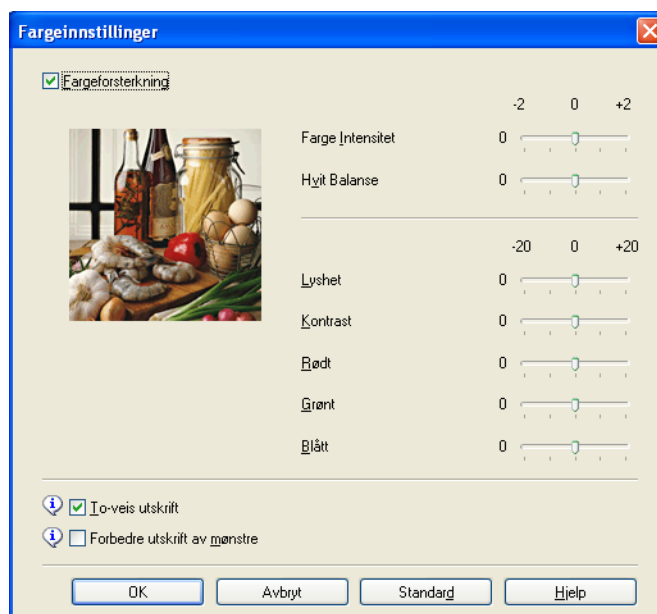 Fargeinnstillinger
Fargeforsterkning
-2 0 +2
Farge Intensitet 0
Hvit Balanse 0
-20 0 +20
Lyshet 0
Kontrast 0
Rødt 0
Grønt 0
Blått 0
To-veis utskrift
Forbedre utskrift av mønstre
OK Avbryt Standard Hjelp